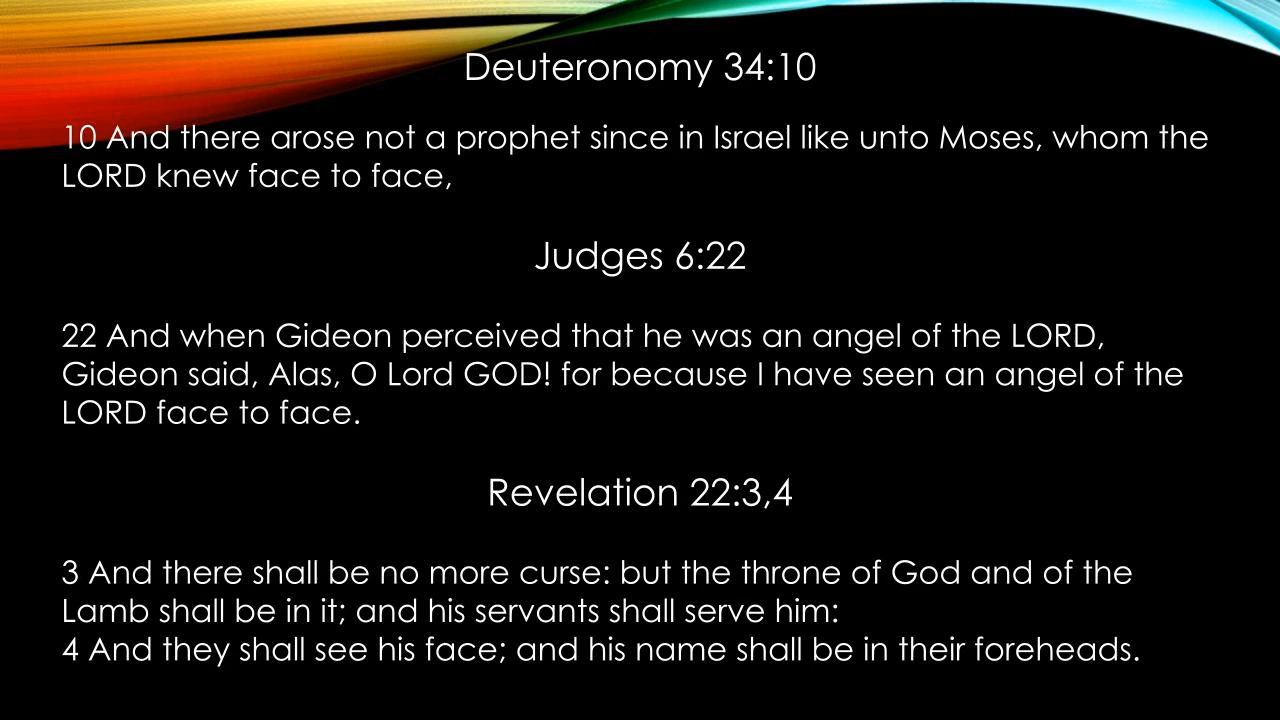 Deuteronomy 34:10
10 And there arose not a prophet since in Israel like unto Moses, whom the
LORD knew face to face,
Judges 6:22
22 And when Gideon perceived that he was an angel of the LORD,
Gideon said, Alas, O Lord GOD! for because I have seen an angel of the
LORD face to face.
Revelation 22:3,4
3 And there shall be no more curse: but the throne of God and of the
Lamb shall be in it; and his servants shall serve him:
4 And they shall see his face; and his name shall be in their foreheads.